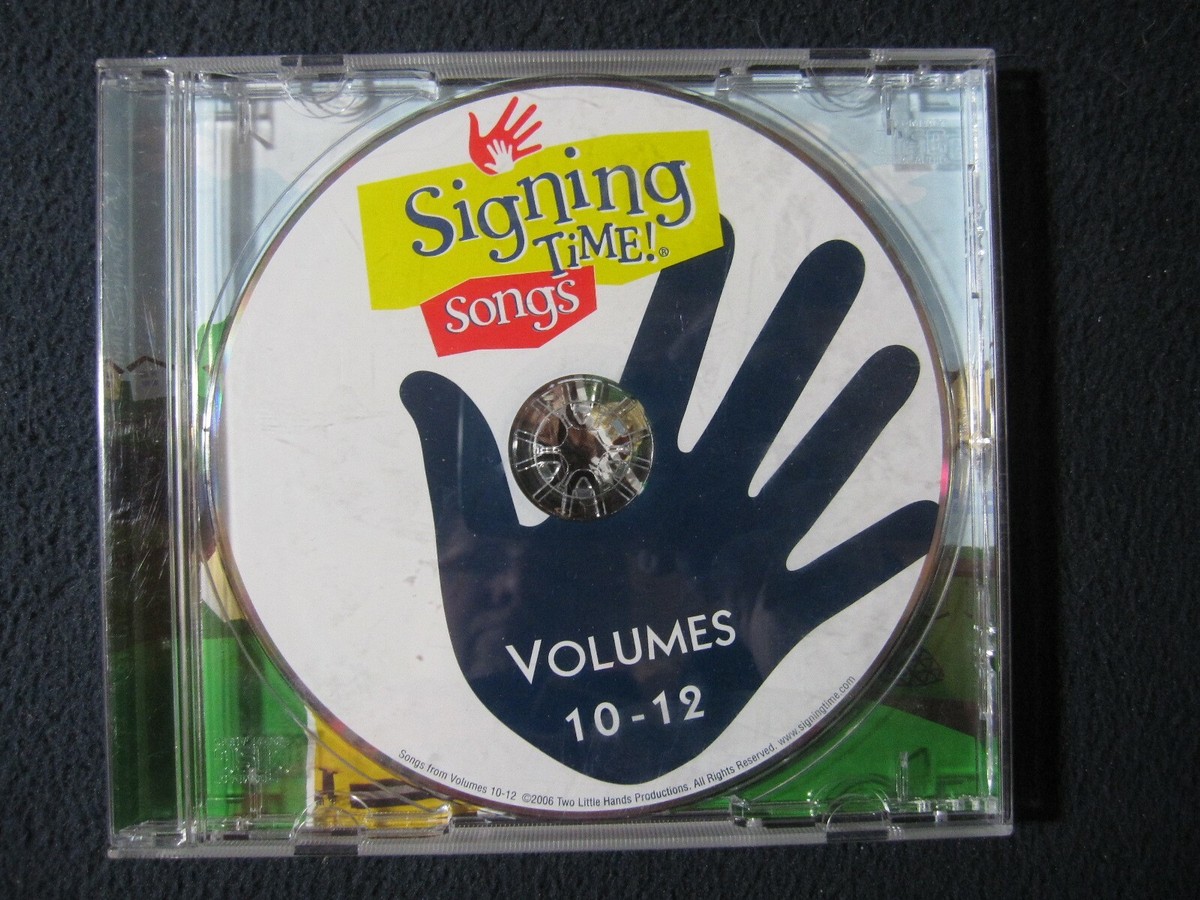 Signing
TiME!®
songs
VOLUMES
10-12
Songs from Volumes 10-12 ©2006 Two Little Hands Productions. All Rights Reserved. www.signingtime.com